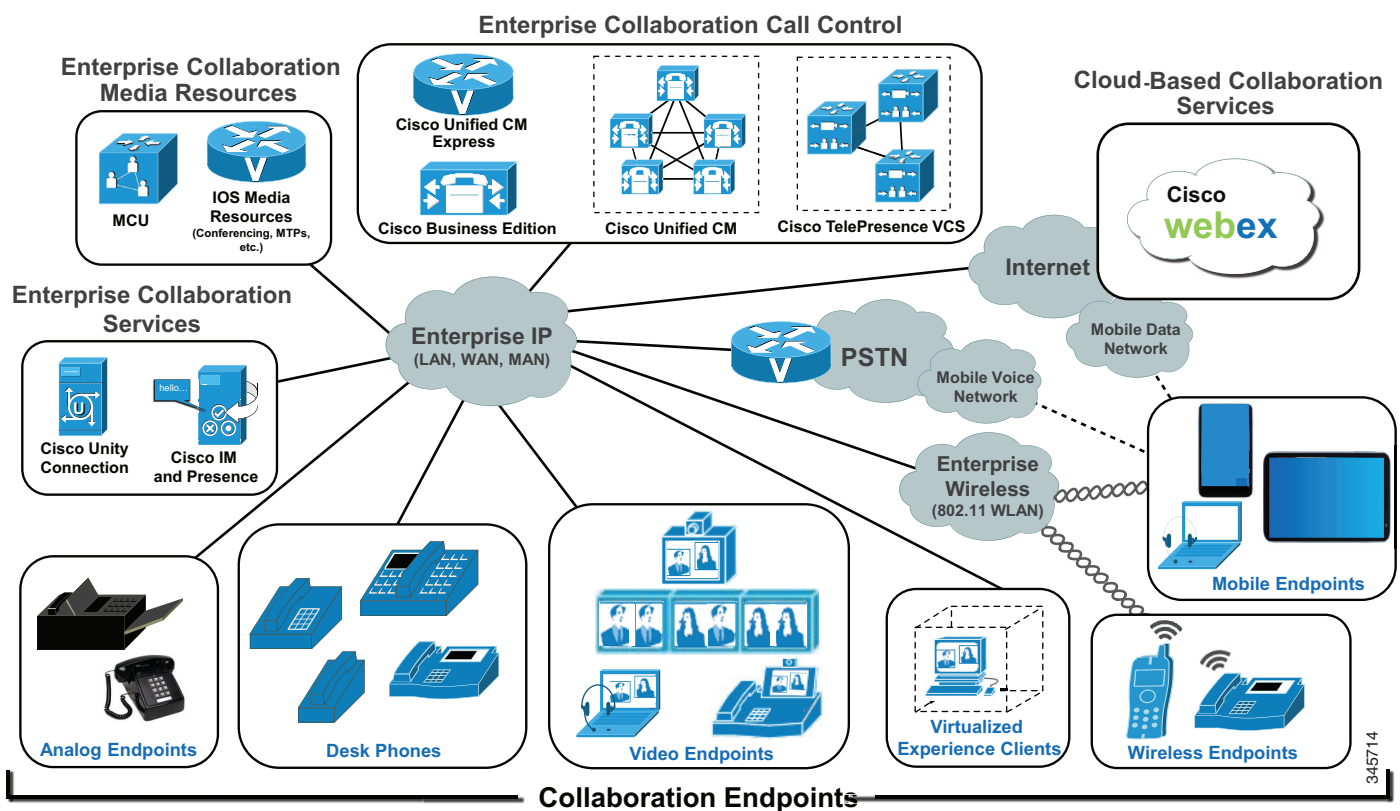 Enterprise Collaboration Call Control
Enterprise Collaboration
Media Resources
MCU
IOS Media
Resources
(Conferencing, MTPs,
etc.)
V
V
Cisco Unified CM
Express
Cisco Business Edition
Cisco Unified CM
Cisco TelePresence VCS
Cloud-Based Collaboration
Services
Cisco
webex
Internet
Mobile Data
Network
Enterprise Collaboration
Services
hello...
U
Cisco Unity
Connection
Cisco IM
and Presence
Enterprise IP
(LAN, WAN, MAN)
V
PSTN
Mobile Voice
Network
Enterprise
Wireless
(802.11 WLAN)
Analog Endpoints
Desk Phones
Video Endpoints
Virtualized
Experience Clients
Mobile Endpoints
Wireless Endpoints
345714
Collaboration Endpoints